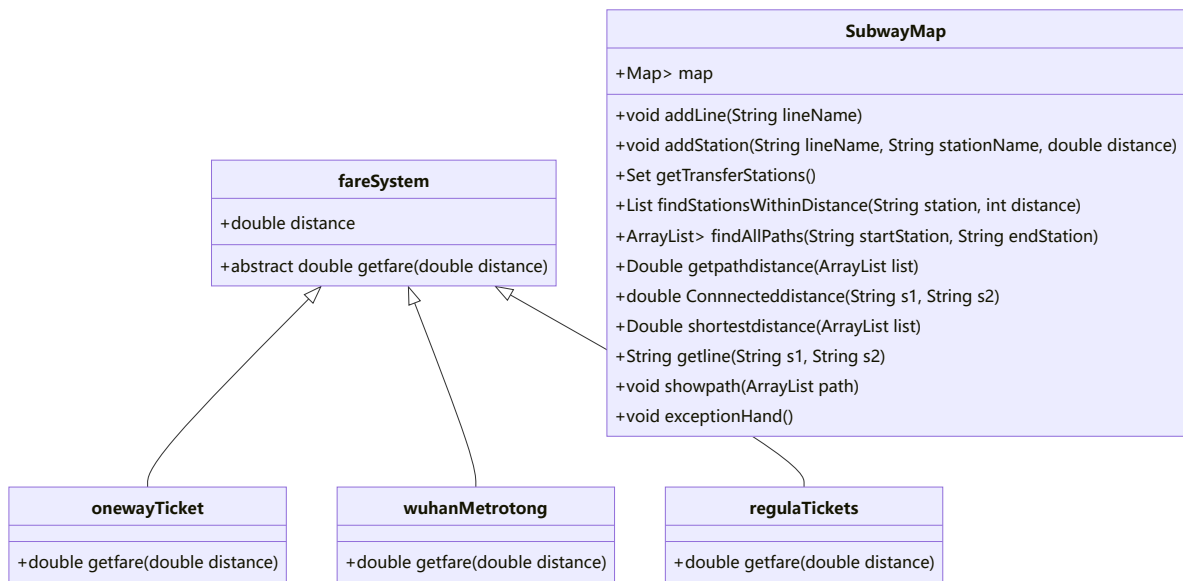 SubwayMap
+Map> map
+void addLine(String lineName)
+void addStation(String lineName, String stationName, double distance)
+Set getTransferStations()
+List findStationsWithinDistance(String station, int distance)
+ArrayList> findAllPaths(String startStation, String endStation)
+Double getpathdistance(ArrayList list)
+double Connnecteddistance(String s1, String s2)
+Double shortestdistance(ArrayList list)
+String getline(String s1, String s2)
+void showpath(ArrayList path)
+void exceptionHand()
fareSystem
+double distance
+abstract double getfare(double distance)
onewayTicket
+double getfare(double distance)
wuhanMetrotong
+double getfare(double distance)
regulaTickets
+double getfare(double distance)